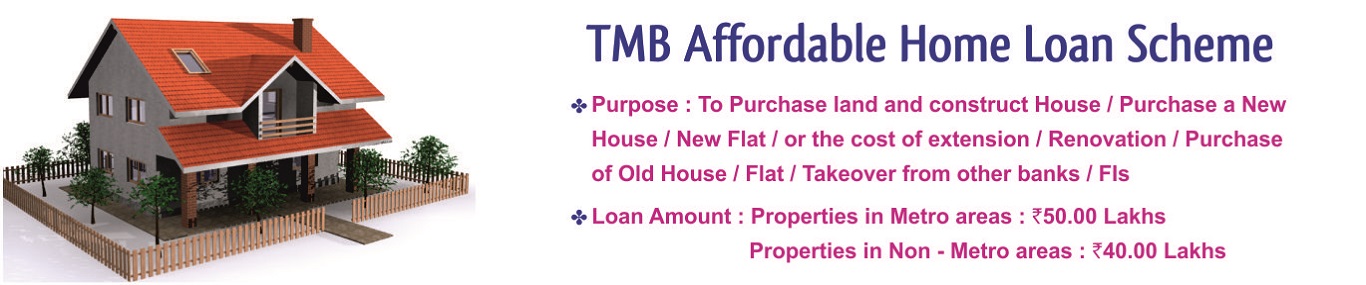 TMB Affordable Home Loan Scheme
✤ Purpose : To Purchase land and construct House / Purchase a New
House / New Flat / or the cost of extension / Renovation / Purchase
of Old House / Flat / Takeover from other banks / FIs
✤ Loan Amount : Properties in Metro areas : ₹50.00 Lakhs
Properties in Non - Metro areas : ₹40.00 Lakhs